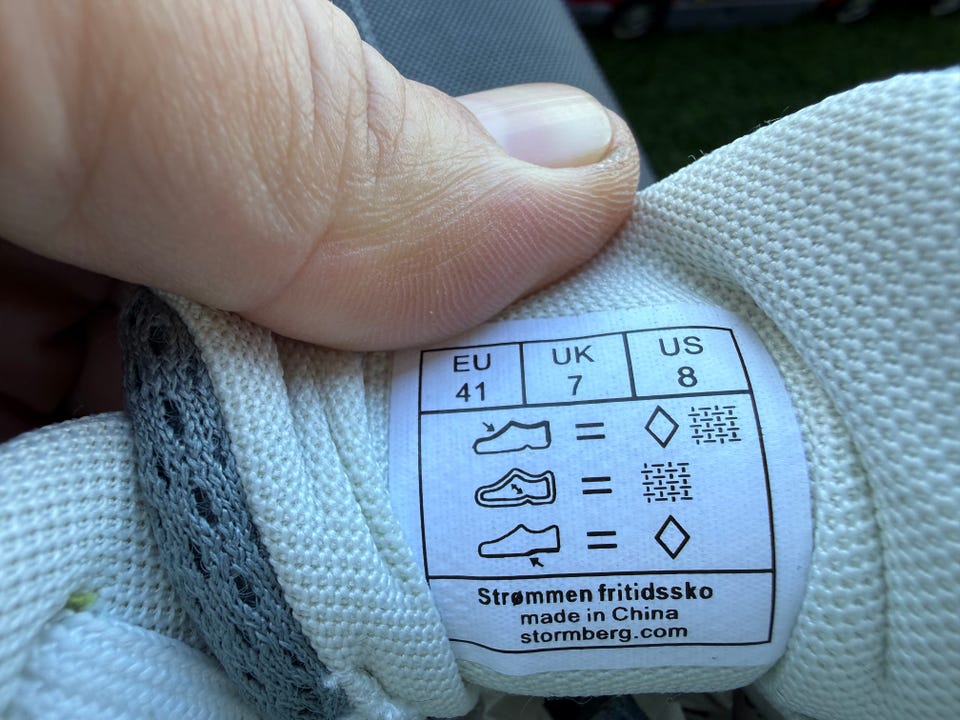 EU UK US
41 7 8
Strømmen fritidssko
made in China
stormberg.com